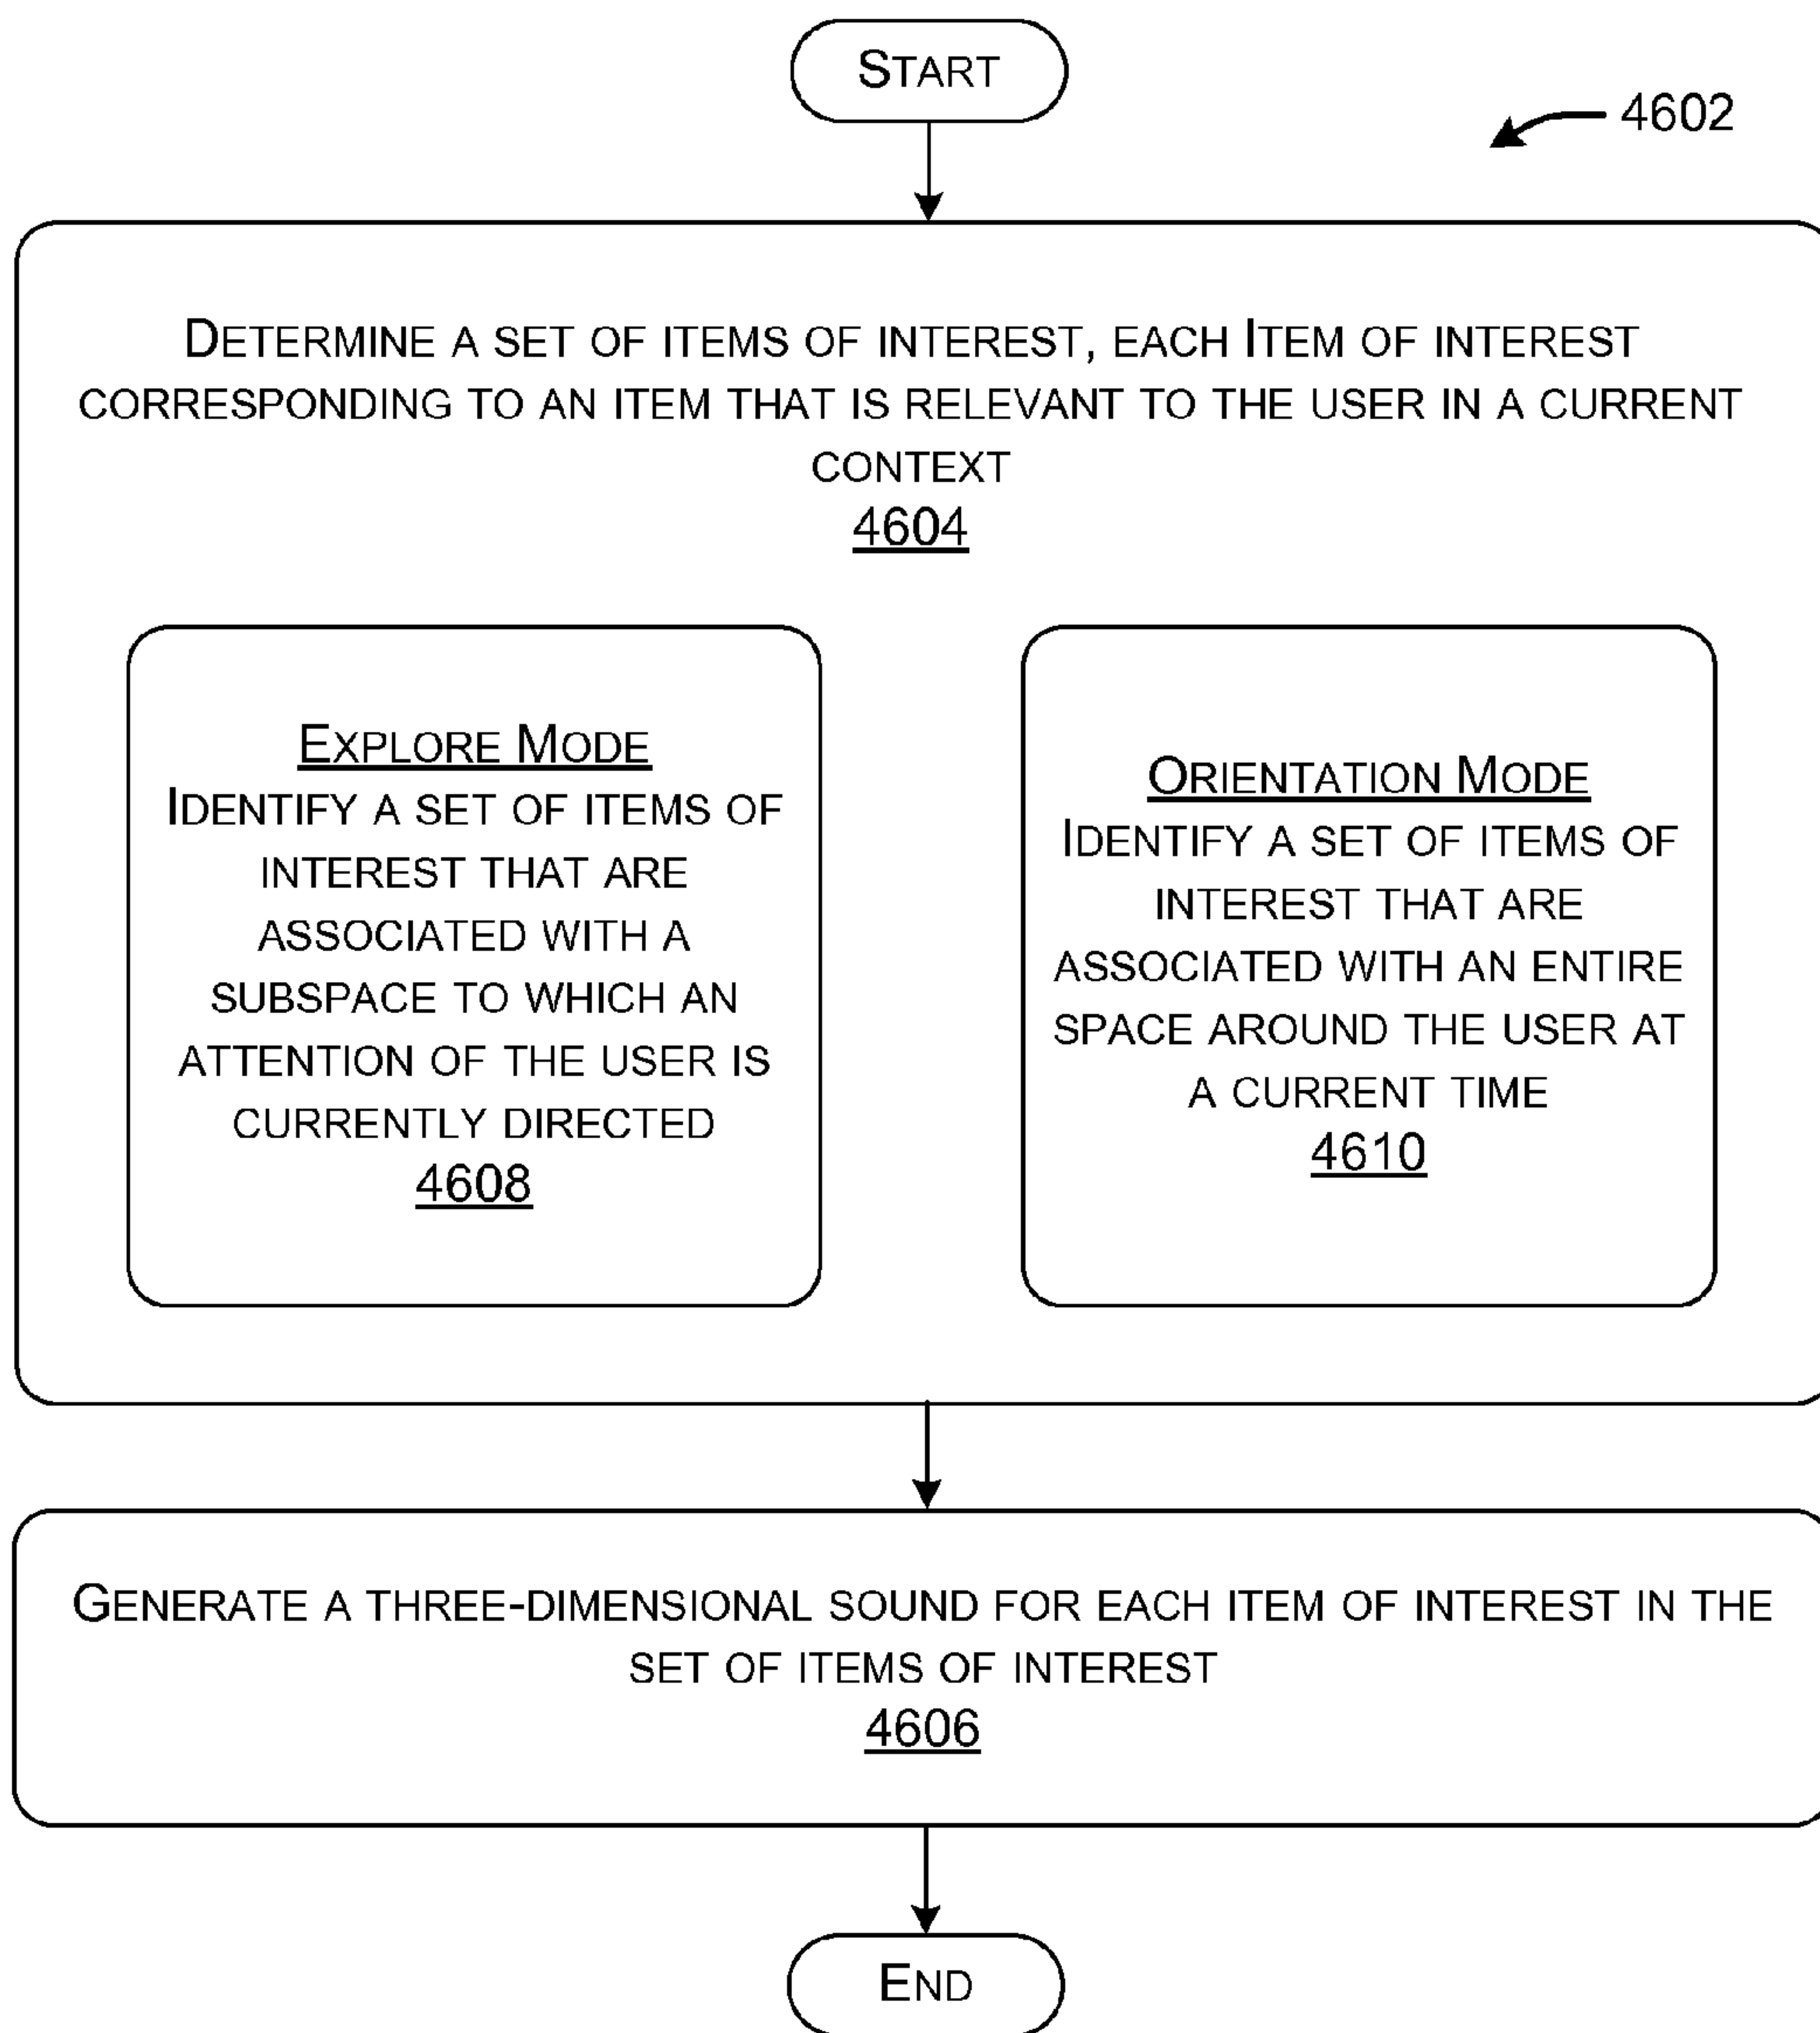 START
4602
DETERMINE A SET OF ITEMS OF INTEREST, EACH ITEM OF INTEREST
CORRESPONDING TO AN ITEM THAT IS RELEVANT TO THE USER IN A CURRENT
CONTEXT
4604
EXPLORE MODE
IDENTIFY A SET OF ITEMS OF
INTEREST THAT ARE
ASSOCIATED WITH A
SUBSPACE TO WHICH AN
ATTENTION OF THE USER IS
CURRENTLY DIRECTED
4608
ORIENTATION MODE
IDENTIFY A SET OF ITEMS OF
INTEREST THAT ARE
ASSOCIATED WITH AN ENTIRE
SPACE AROUND THE USER AT
A CURRENT TIME
4610
GENERATE A THREE-DIMENSIONAL SOUND FOR EACH ITEM OF INTEREST IN THE
SET OF ITEMS OF INTEREST
4606
END